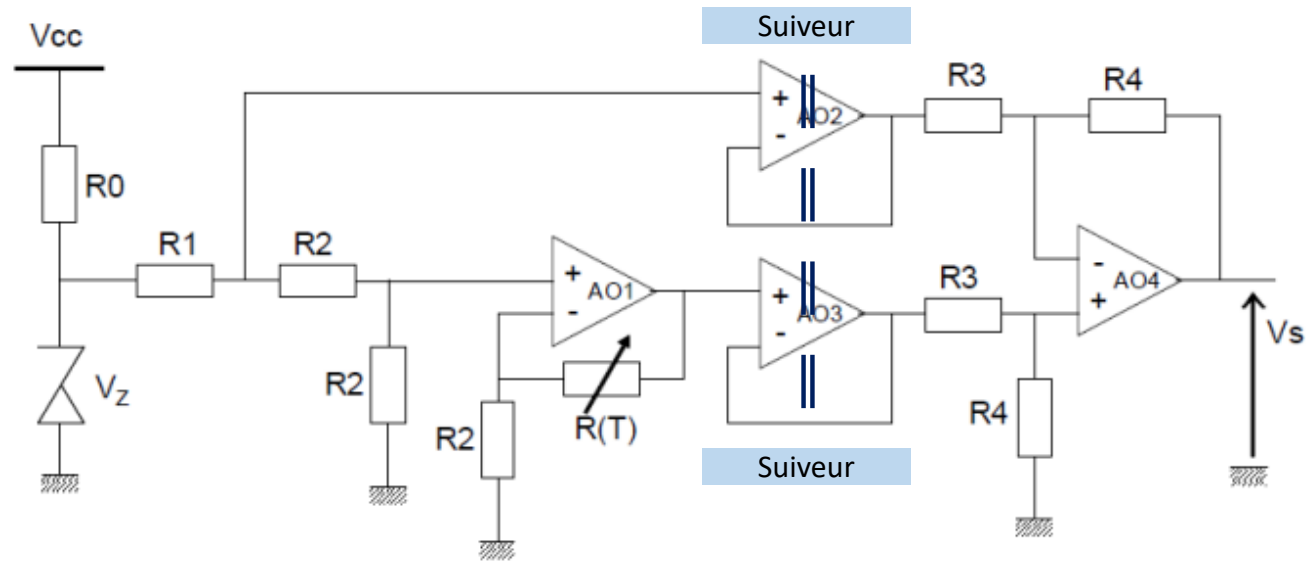 Suiveur
Vcc
R3
R4
AO2
R0
R1
R2
AO1
AO3
R3
AO4
Vs
VZ
R2
R(T)
R2
R4
Suiveur
+
-
+
-
+
-
-
+